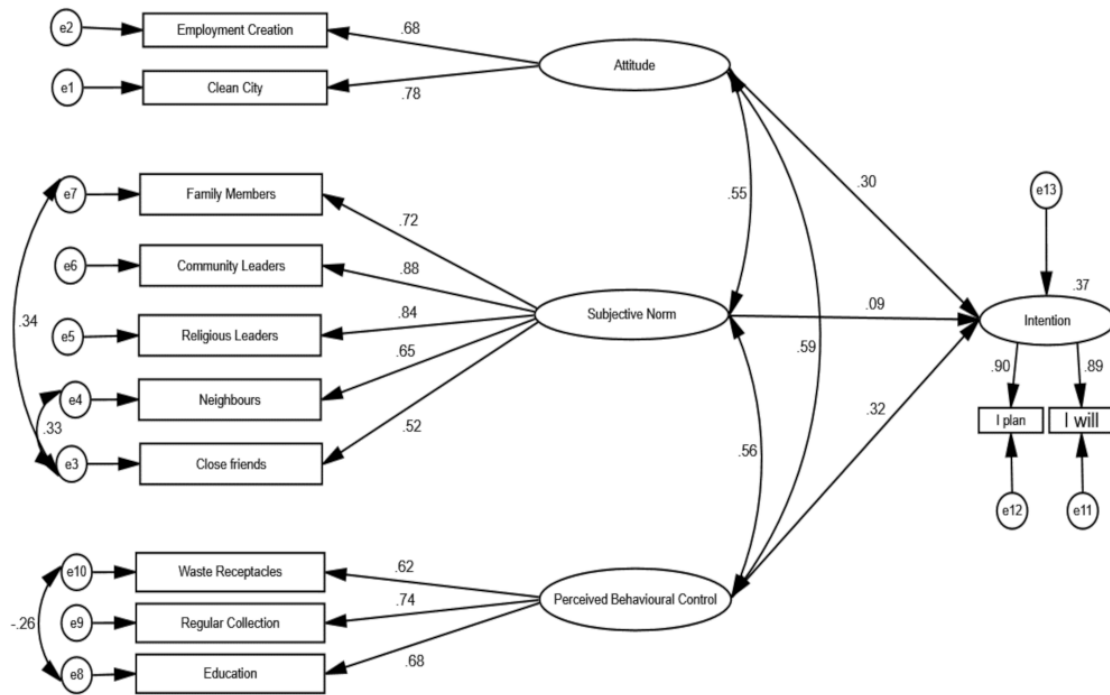 e2
Employment Creation
.68
Attitude
e1
Clean City
.78
e7
Family Members
.72
.55
.30
e13
e6
Community Leaders
.88
.37
.34
Subjective Norm
.09
Intention
e5
Religious Leaders
.84
.59
.90
.89
e4
Neighbours
.65
.32
I plan
I will
.33
.52
.56
e3
Close friends
e12
e11
e10
Waste Receptacles
.62
Perceived Behavioural Control
-.26
e9
Regular Collection
.74
e8
Education
.68